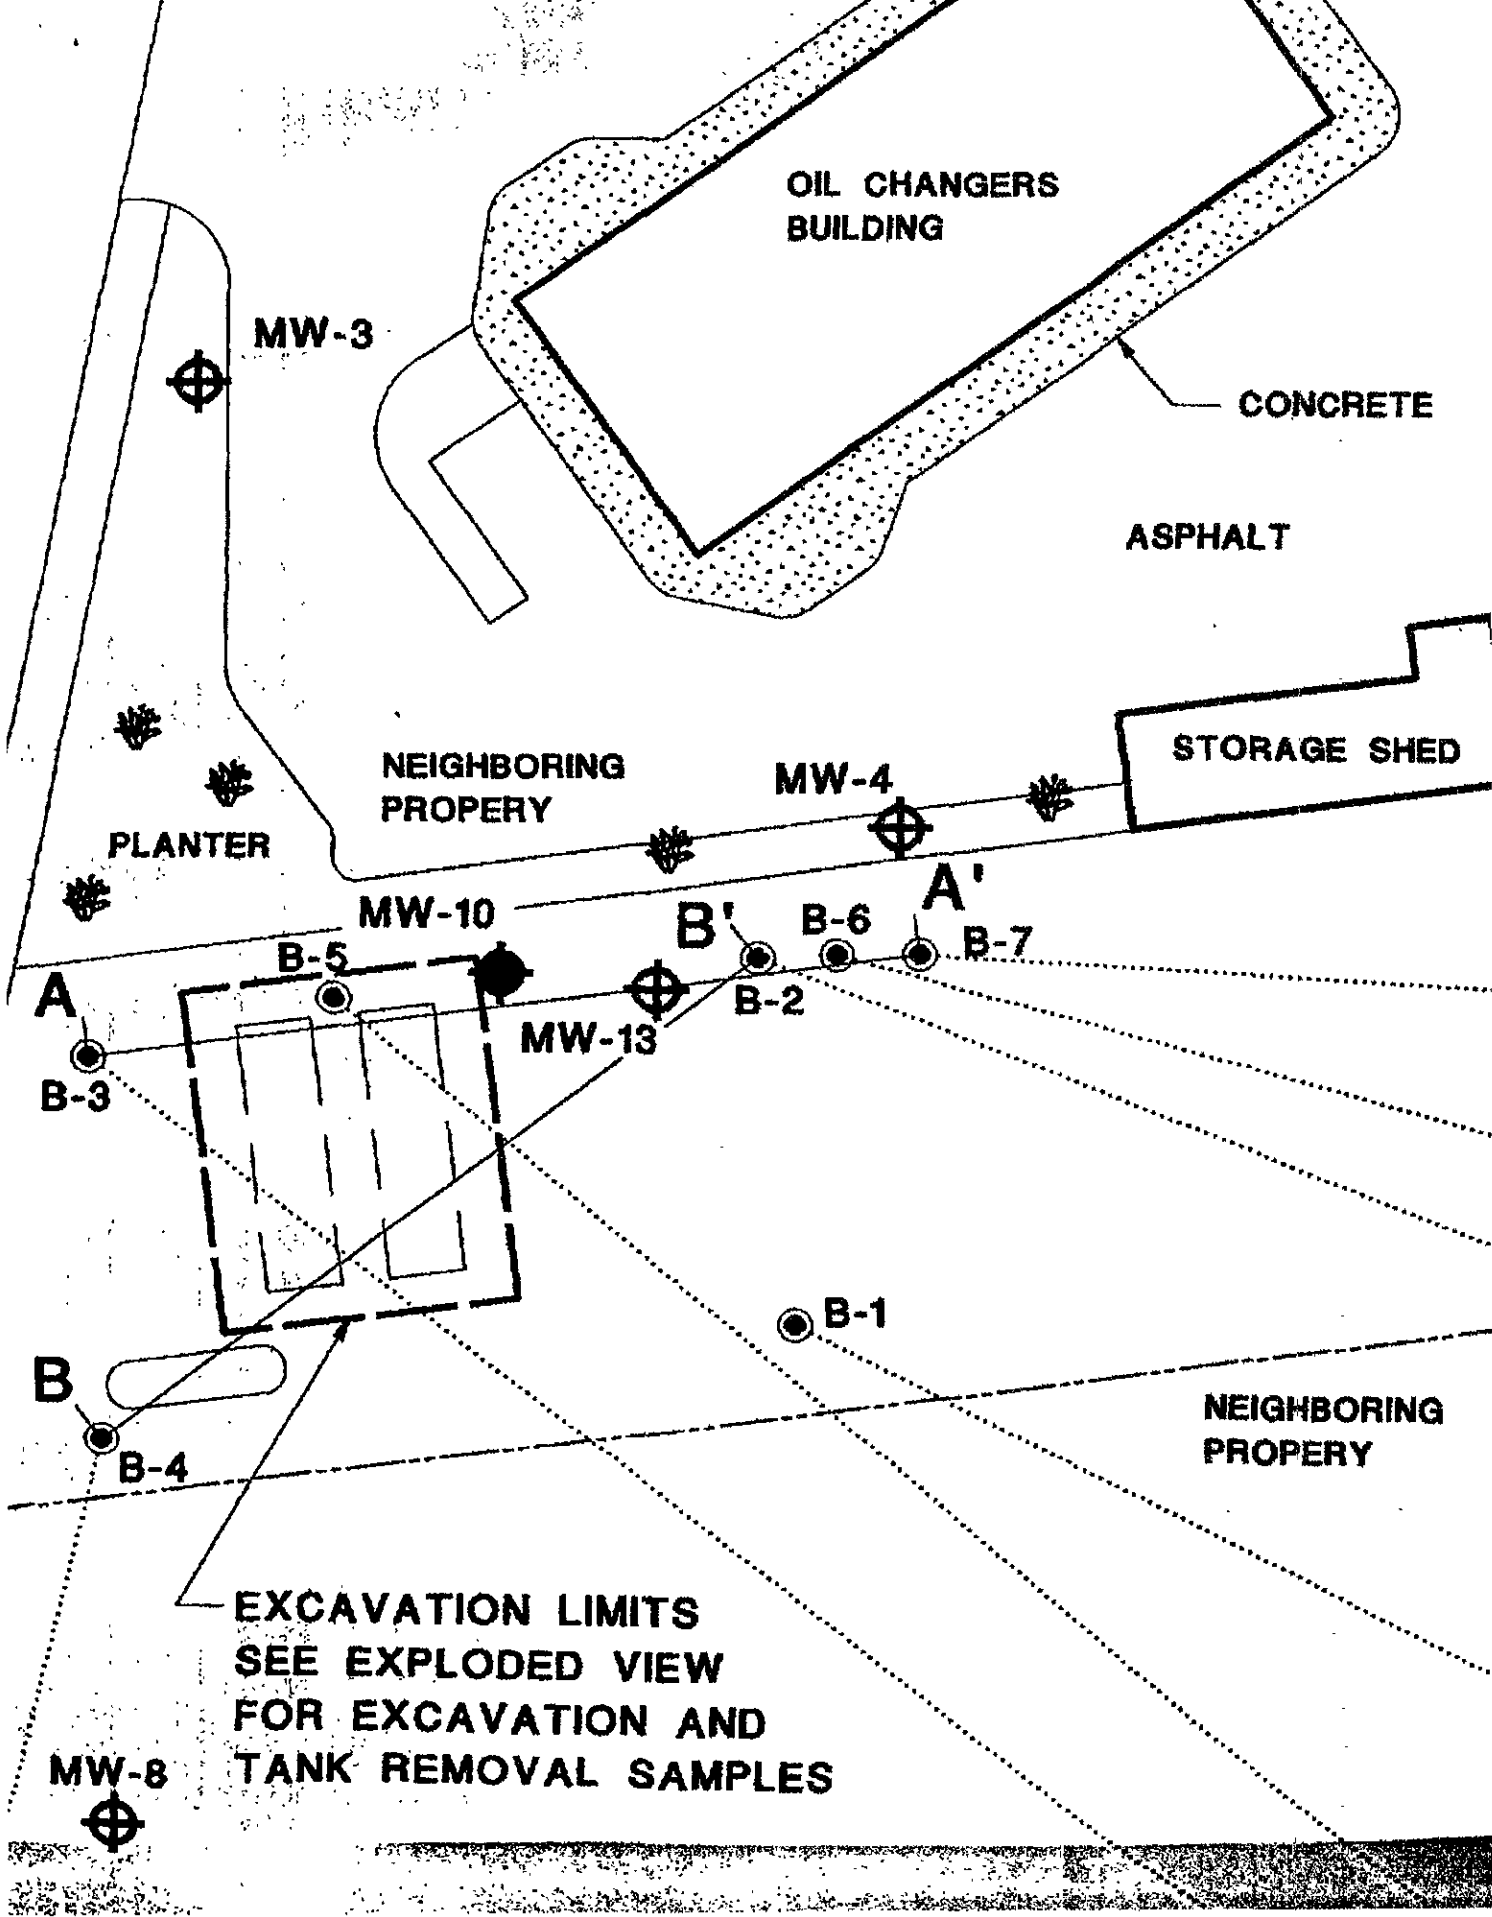 OIL CHANGERS
BUILDING
MW-3
CONCRETE
ASPHALT
STORAGE SHED
NEIGHBORING
PROPERY
MW-4
PLANTER
A'
MW-10
B'
B-6
B-7
B-5
A
B-2
MW-13
B-3
B-1
B
NEIGHBORING
PROPERY
B-4
EXCAVATION LIMITS
SEE EXPLODED VIEW
FOR EXCAVATION AND
TANK REMOVAL SAMPLES
MW-8